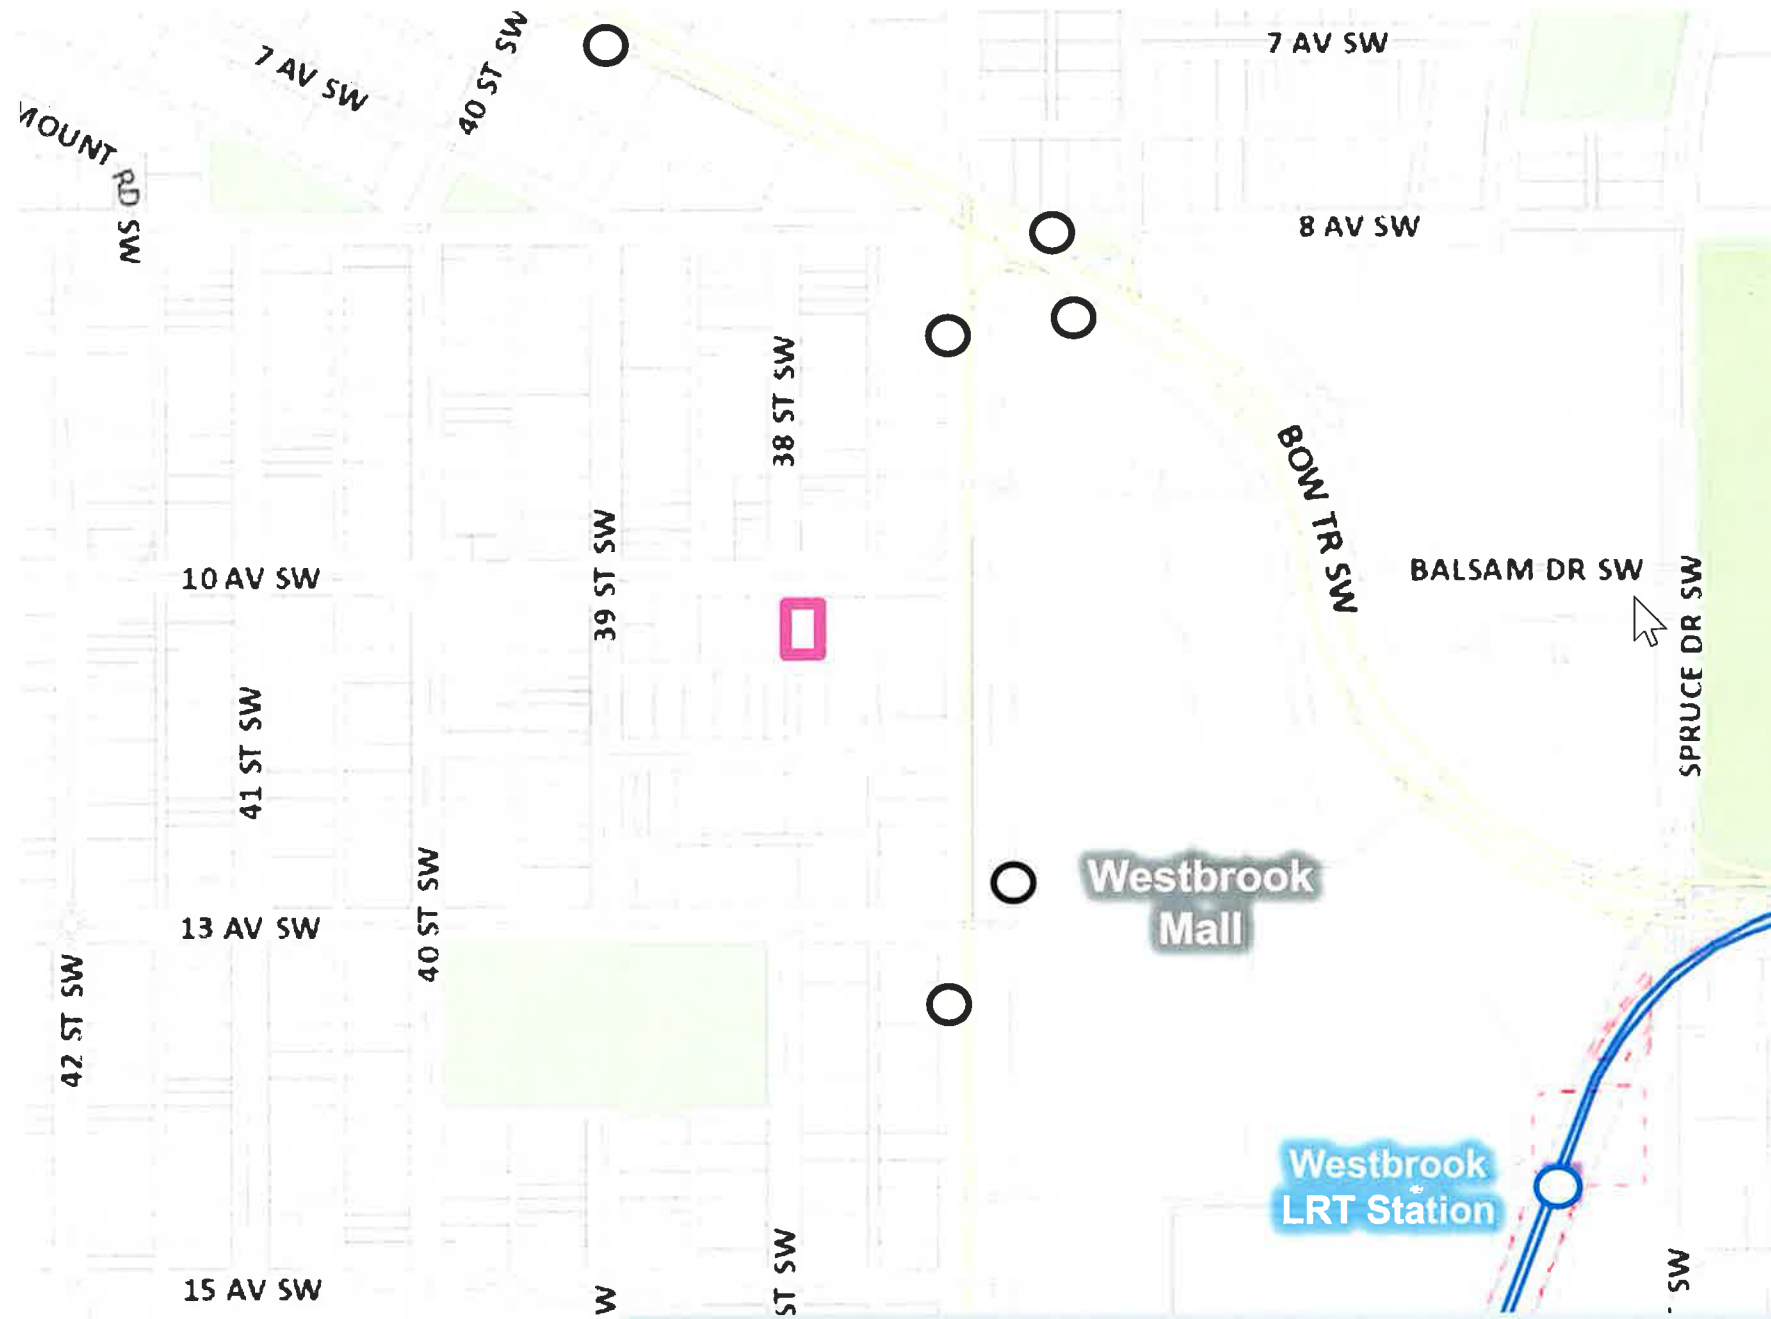 40 ST SW
7 AV SW
7 AV SW
MOUNT RD SW
8 AV SW
38 ST SW
BOW TR SW
39 ST SW
10 AV SW
BALSAM DR SW
SPRUCE DR SW
41 ST SW
40 ST SW
Westbrook
Mall
13 AV SW
42 ST SW
Westbrook
LRT Station
15 AV SW
W
ST SW
SW